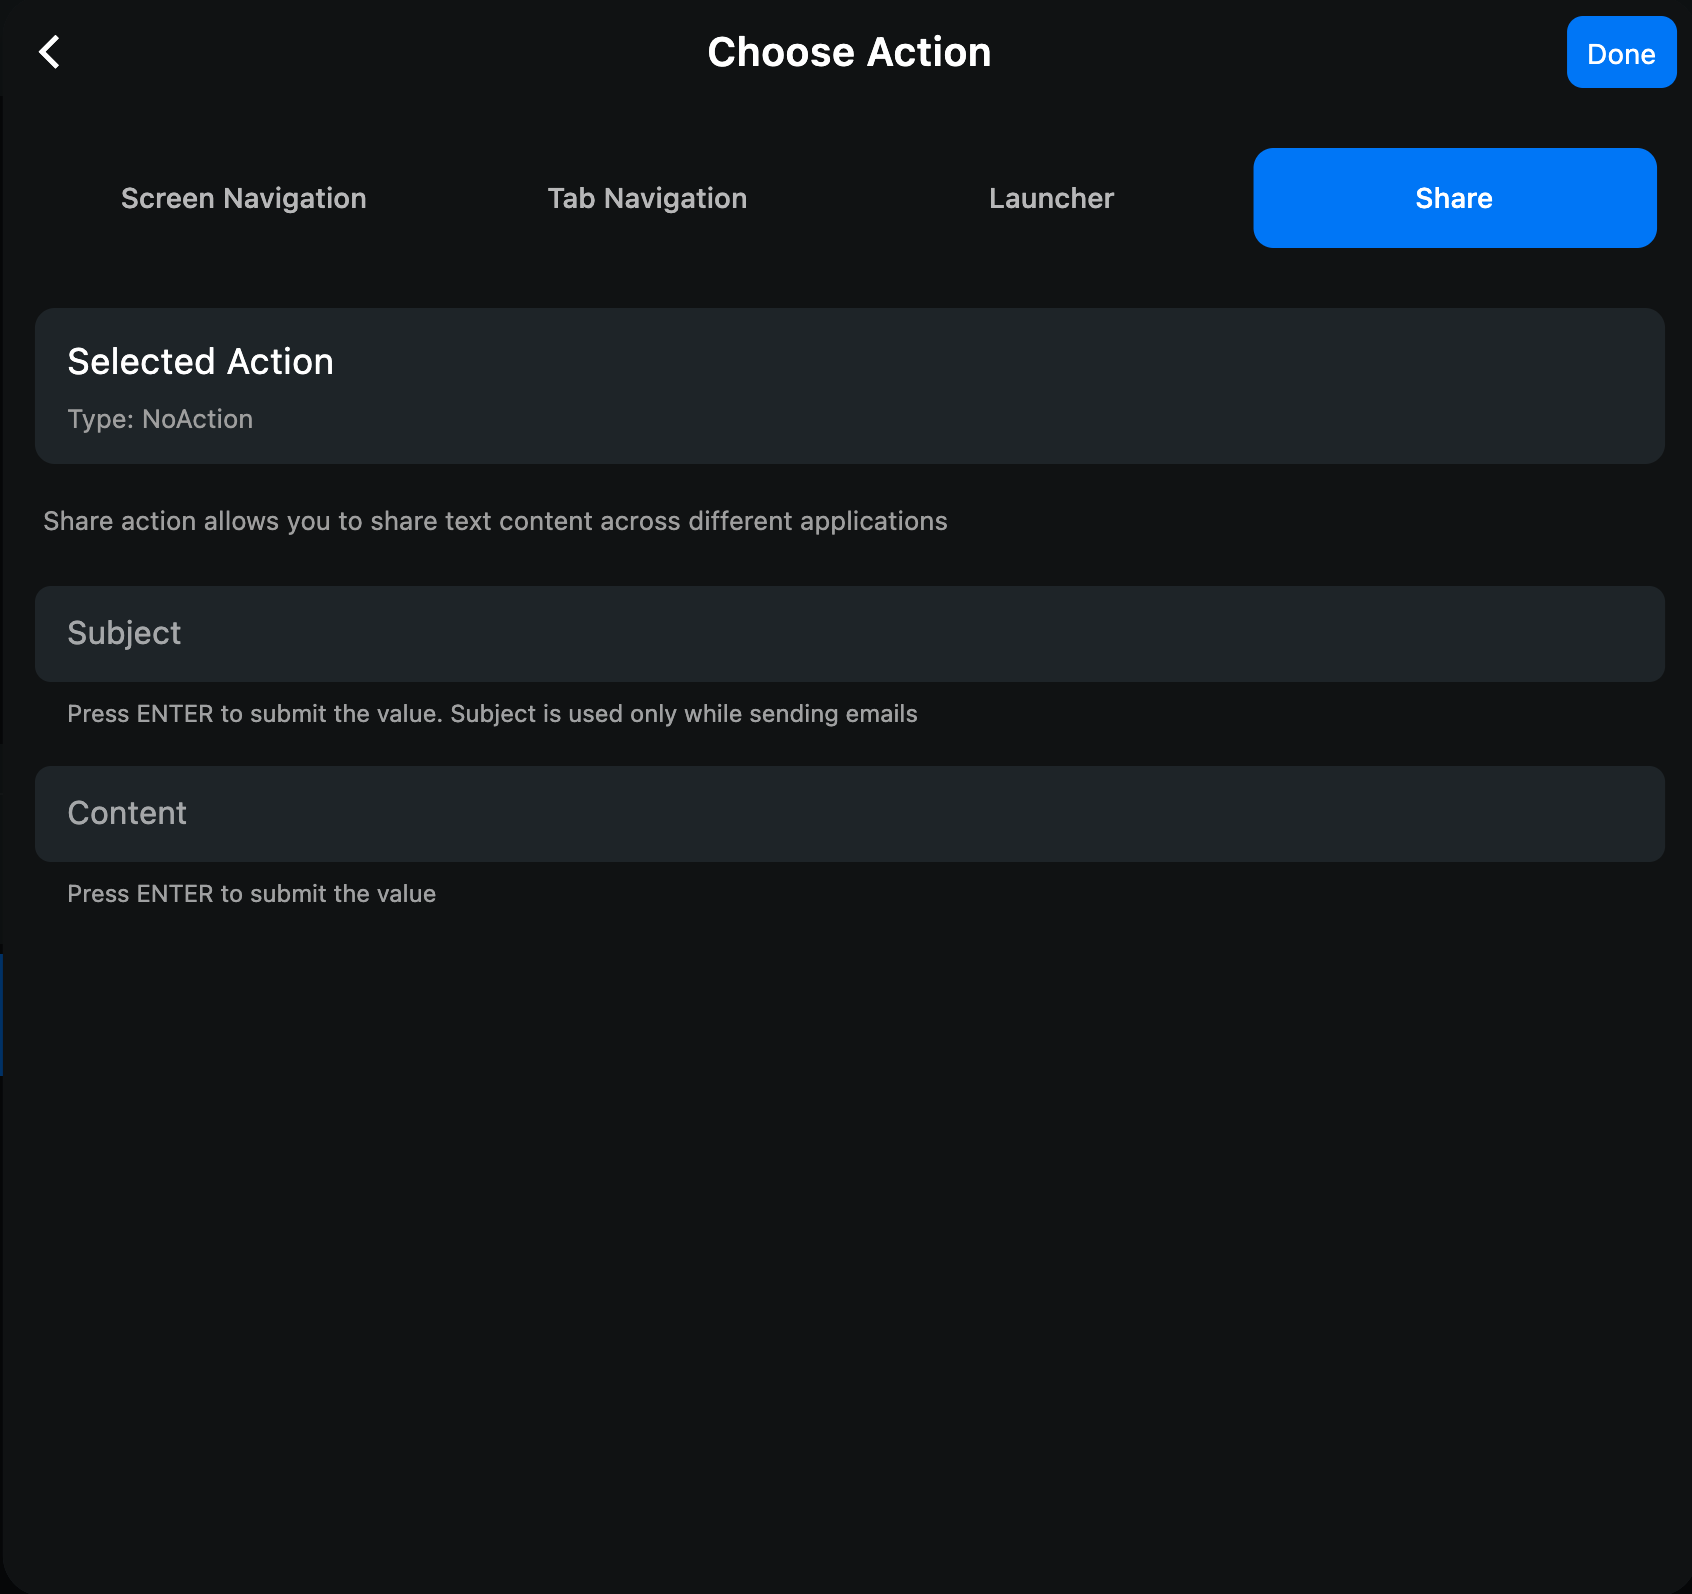 Choose Action
Done
Screen Navigation
Tab Navigation
Launcher
Share
Selected Action
Type: NoAction
Share action allows you to share text content across different applications
Subject
Press ENTER to submit the value. Subject is used only while sending emails
Content
Press ENTER to submit the value